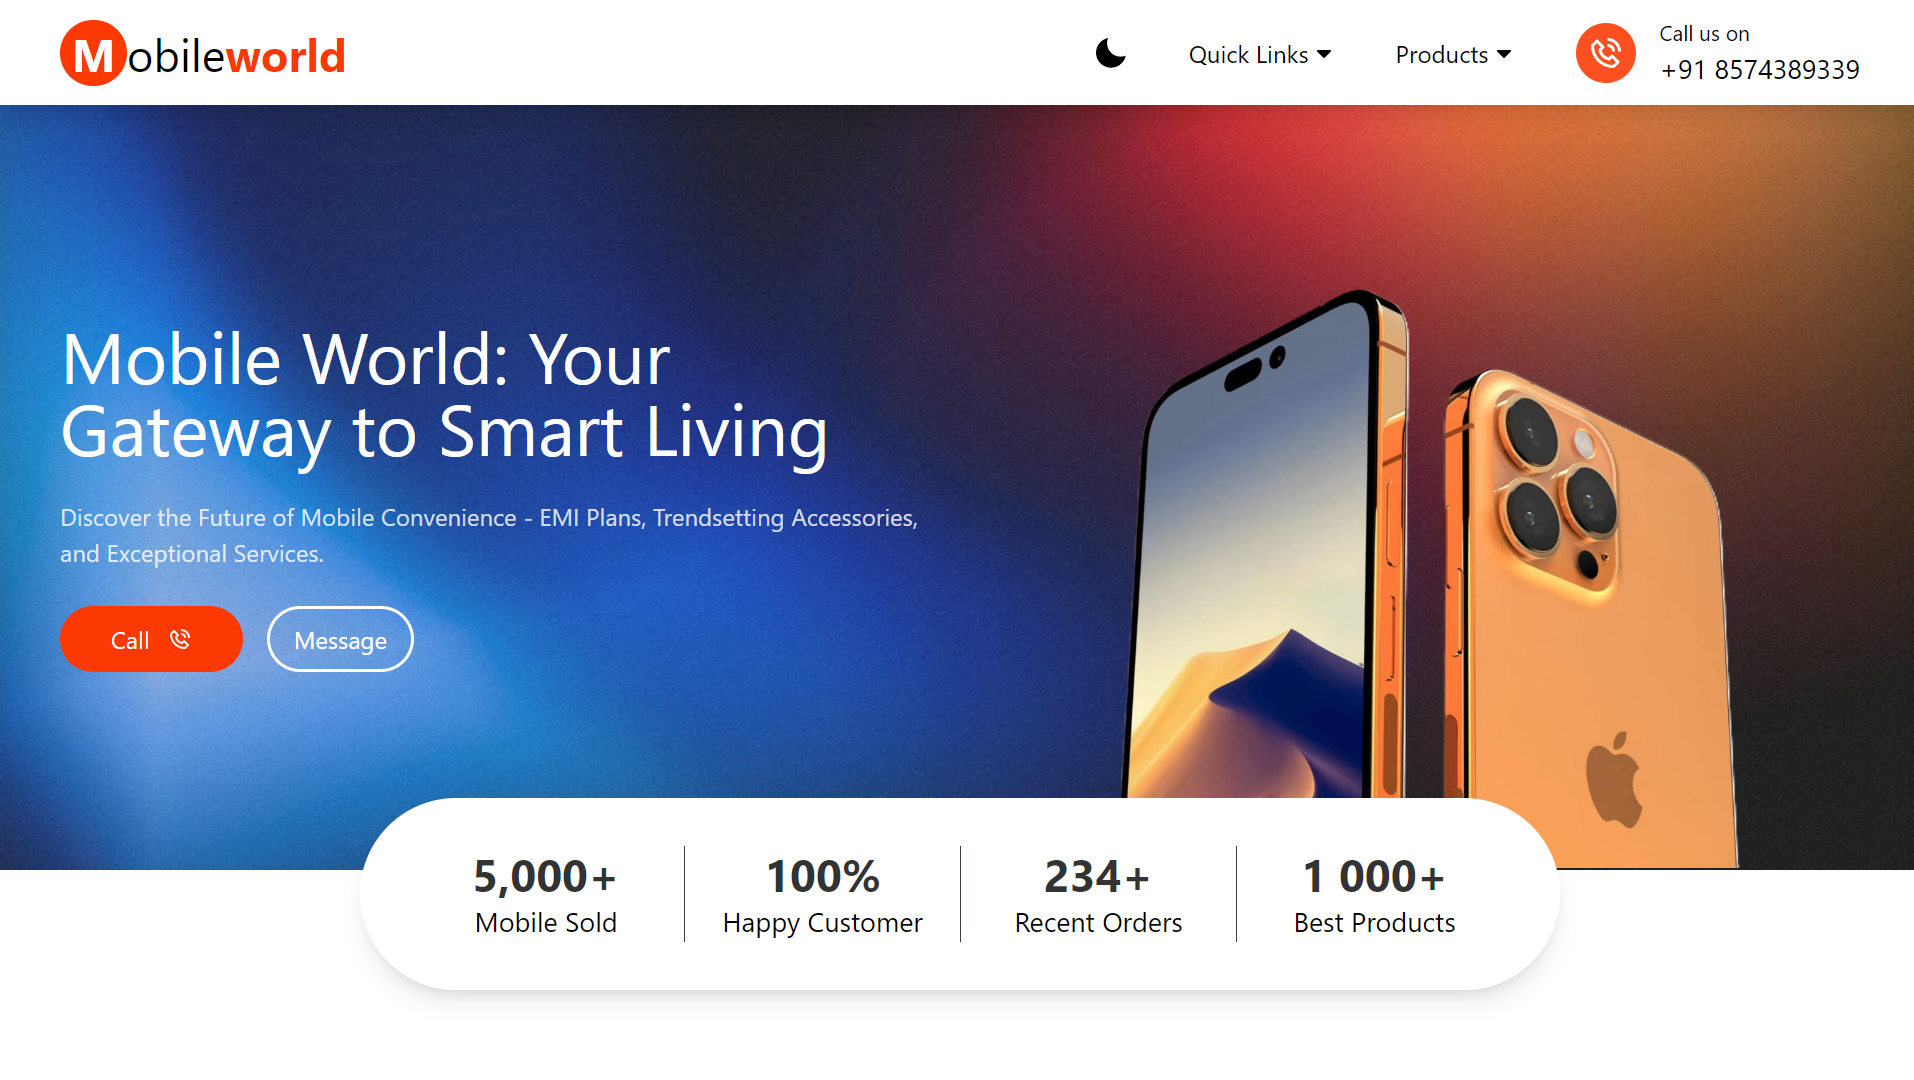 Mobileworld
Quick Links
Products
Call us on
+91 8574389339
Mobile World: Your
Gateway to Smart Living
Discover the Future of Mobile Convenience - EMI Plans, Trendsetting Accessories,
and Exceptional Services.
Call
Message
5,000+
Mobile Sold
100%
Happy Customer
234+
Recent Orders
1 000+
Best Products